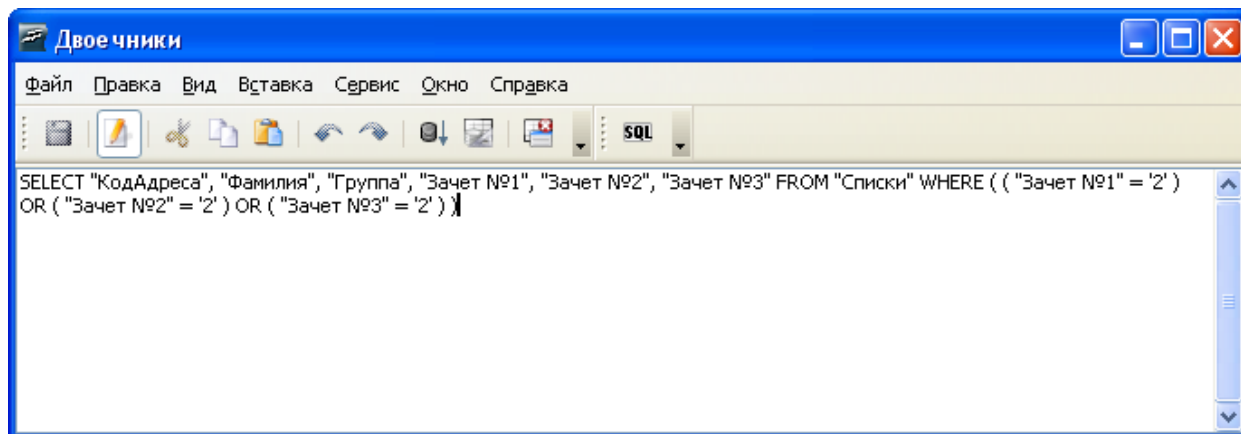 Двоечники
Файл Правка Вид Вставка Сервис Окно Справка
SQL
SELECT "КодАдреса", "Фамилия", "Группа", "Зачет №1", "Зачет №2", "Зачет №3" FROM "Списки" WHERE ( ( "Зачет №1" = '2' )
OR ( "Зачет №2" = '2' ) OR ( "Зачет №3" = '2' ) )